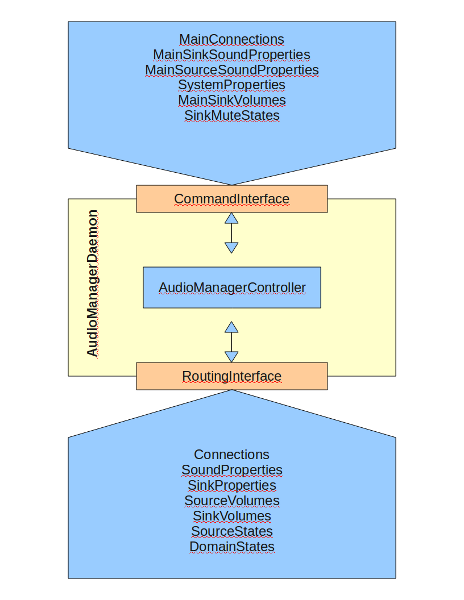 MainConnections
MainSinkSoundProperties
MainSourceSoundProperties
SystemProperties
MainSinkVolumes
SinkMuteStates
CommandInterface
AudioManagerDaemon
AudioManagerController
RoutingInterface
Connections
SoundProperties
SinkProperties
SourceVolumes
SinkVolumes
SourceStates
DomainStates